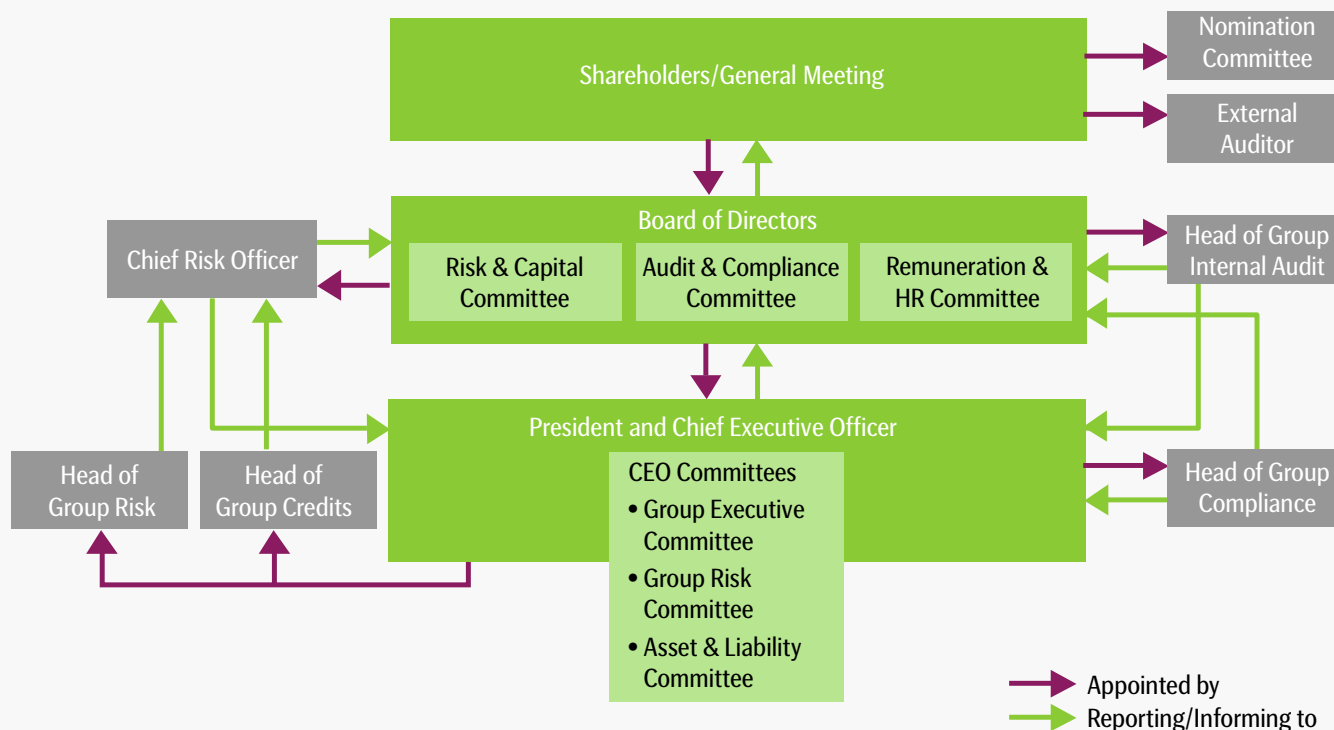 Nomination
Committee
Shareholders/General Meeting
External
Auditor
Board of Directors
Chief Risk Officer
Head of Group
Internal Audit
Risk & Capital
Committee
Audit & Compliance
Committee
Remuneration &
HR Committee
President and Chief Executive Officer
Head of
Group Risk
Head of
Group Credits
CEO Committees
• Group Executive
Committee
• Group Risk
Committee
• Asset & Liability
Committee
Head of Group
Compliance
Appointed by
Reporting/Informing to